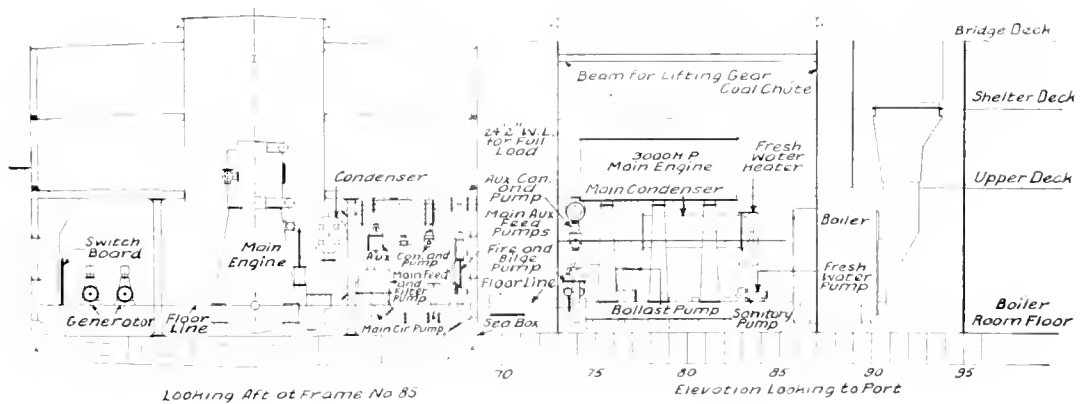 Bridge Deck
Beam for Lifting Gear
Coal Chute
Shelter Deck
24'2" W.L.
for Full
Load
3000 H P
Main Engine
Fresh
Water
Heater
Condenser
Aux Con.
and
Pump
Main Condenser
Upper Deck
Main Aux
Feed
Pumps
Boiler
Switch
Board
Main
Engine
Aux
Con. and
Pump
Fire and
Bilge
Pump
Main Feed
and
Filter
Pump
Floor Line
Fresh
Water
Pump
Generator
Floor
Line
Main Cir Pump
Sea Box
Ballast Pump
Sanitary
Pump
Boiler
Room Floor
70 75 80 85 90 95
Looking Aft at Frame No 85
Elevation Looking to Port